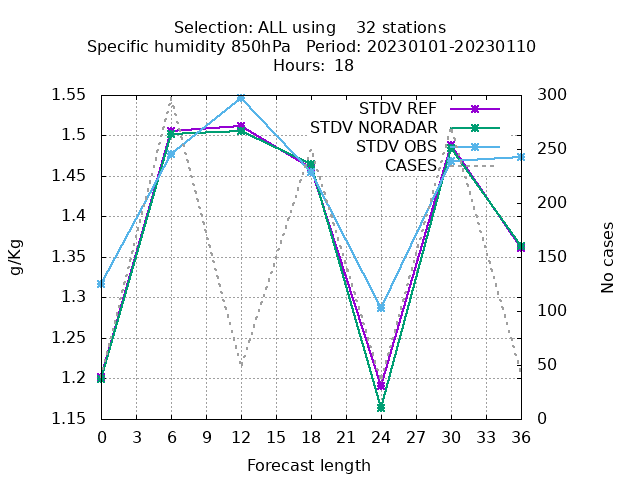 Selection: ALL using    32 stations
Specific humidity 850hPa   Period: 20230101-20230110
Hours:  18
STDV REF
STDV NORADAR
STDV OBS
CASES
g/Kg
1.55
1.5
1.45
1.4
1.35
1.3
1.25
1.2
1.15
300
250
200
150
100
50
0
No cases
0 3 6 9 12 15 18 21 24 27 30 33 36
Forecast length